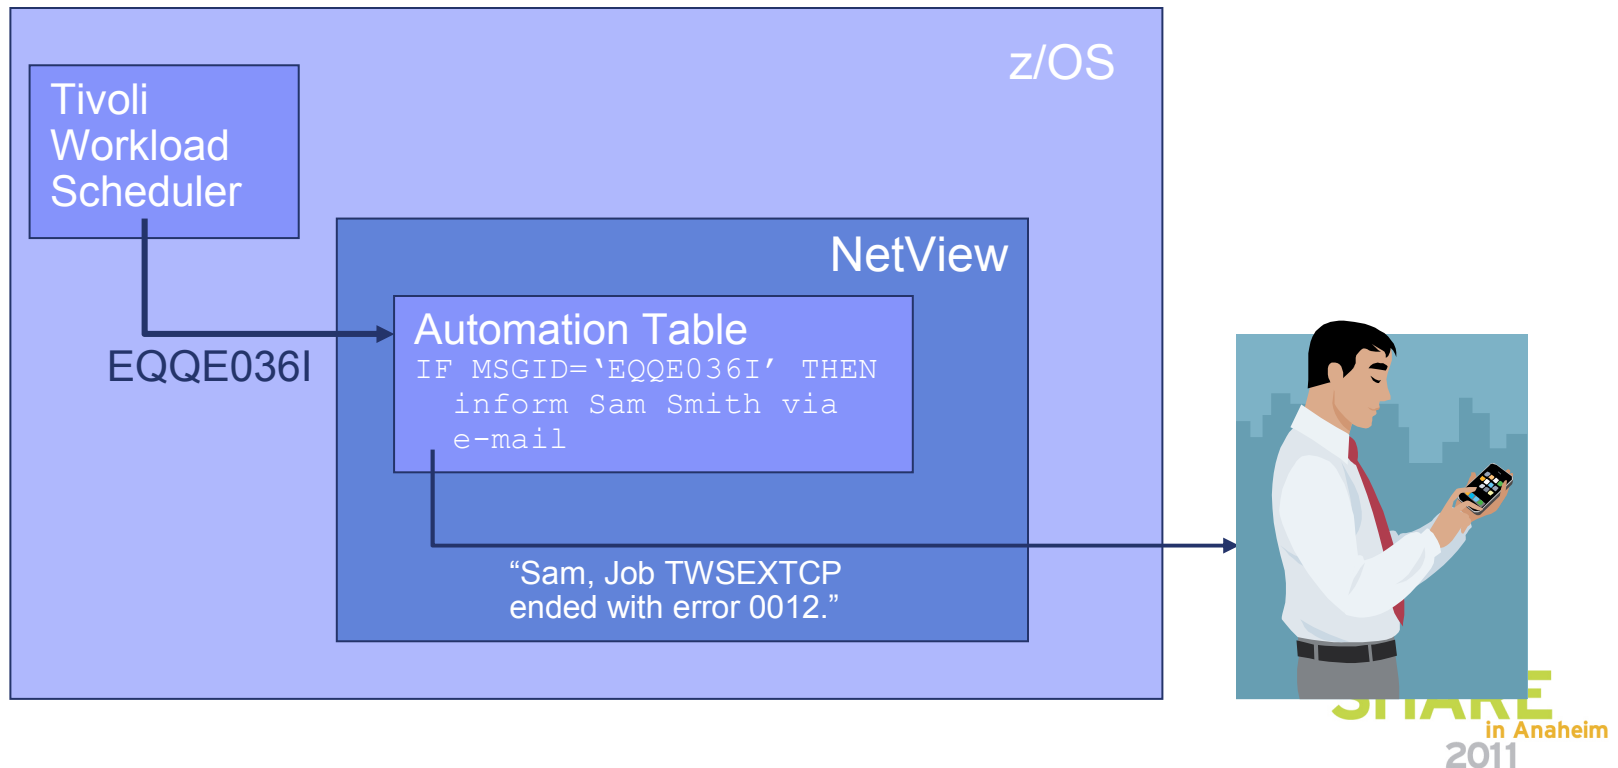 z/OS
Tivoli
Workload
Scheduler
NetView
Automation Table
IF MSGID=‘EQQE036I’ THEN
inform Sam Smith via
e-mail
EQQE036I
“Sam, Job TWSEXTCP
ended with error 0012.”
SHARE
in Anaheim
2011